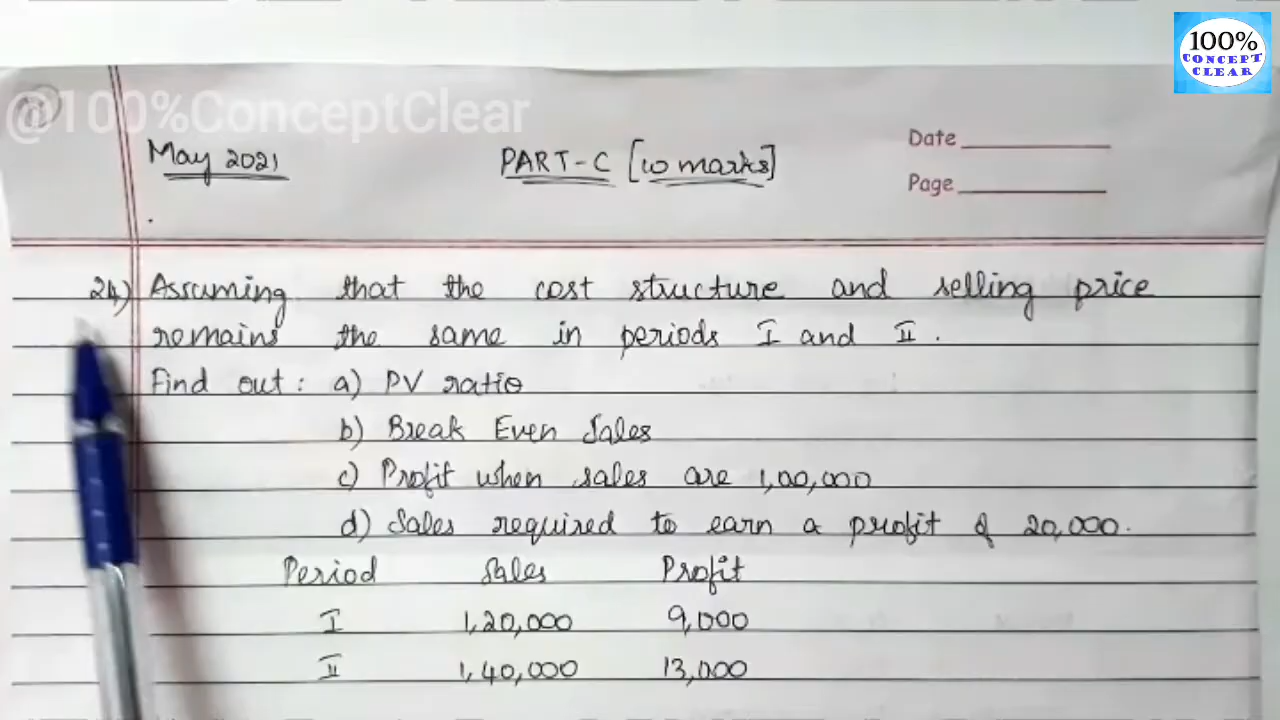 100%
CONCEPT
CLEAR
@100%ConceptClear
May 2021
PART-C [10 marks]
Date
Page
24) Assuming that the cost structure and selling price
remains the same in periods I and II.
Find out: a) PV ratio
b) Break Even Sales
c) Profit when sales are 1,00,000
d) Sales required to earn a profit of 20,000.
Period Sales Profit
I 1,20,000 9,000
II 1,40,000 13,000